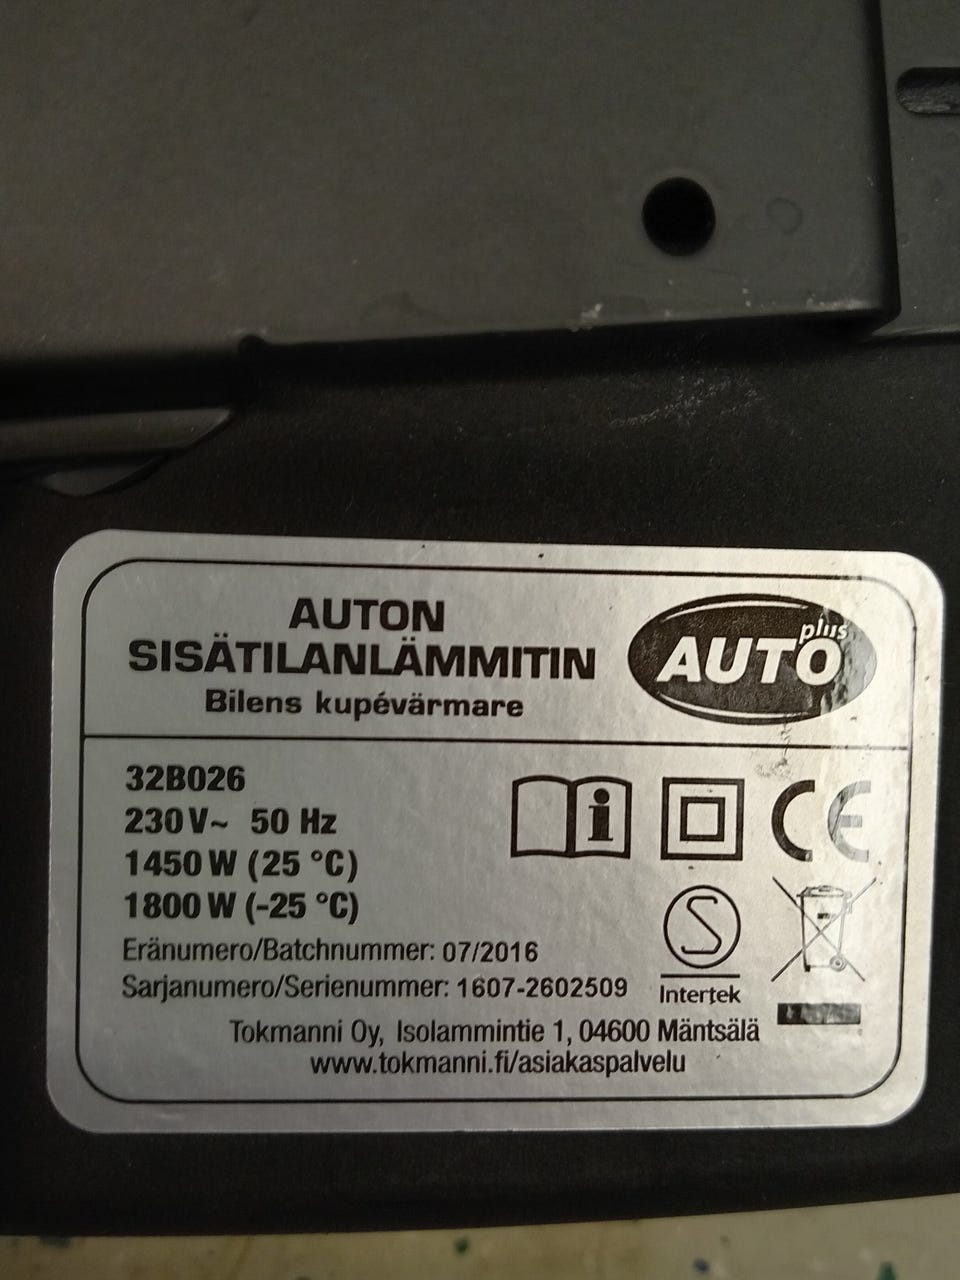 AUTON
SISÄTILANLÄMMITIN
Bilens kupévärmare
AUTO plus
32B026
230 V~ 50 Hz
1450 W (25 °C)
1800 W (-25 °C)
Eränumero/Batchnummer: 07/2016
Sarjanumero/Serienummer: 1607-2602509
i
CE
S
Intertek
Tokmanni Oy, Isolammintie 1, 04600 Mäntsälä
www.tokmanni.fi/asiakaspalvelu